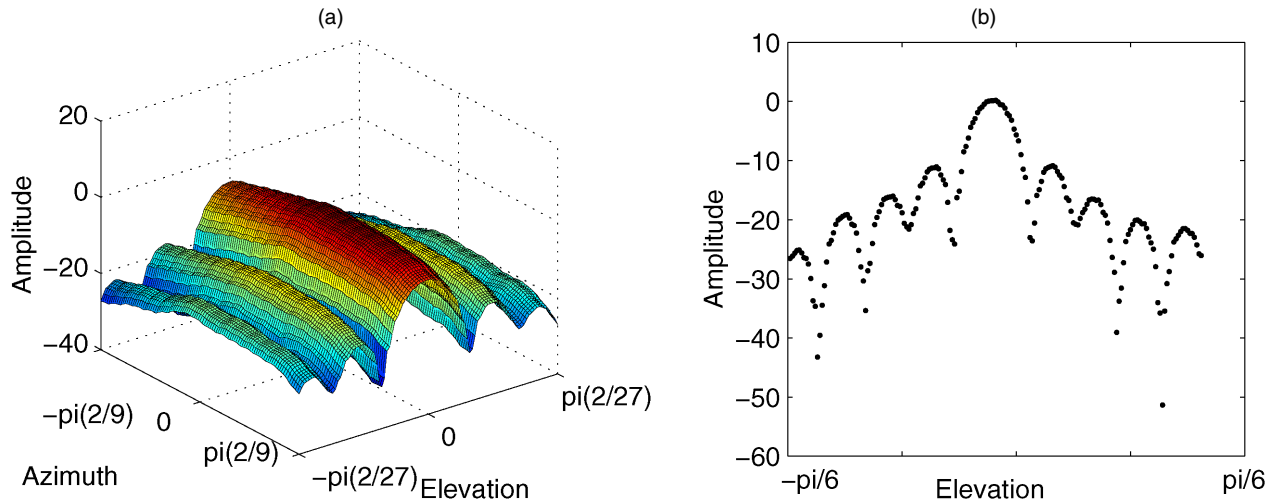 (a)
20
0
−20
−40
Amplitude
−pi(2/9)
0
pi(2/9)
Azimuth
−pi(2/27)
0
pi(2/27)
Elevation
(b)
10
0
−10
−20
−30
−40
−50
−60
Amplitude
−pi/6
pi/6
Elevation